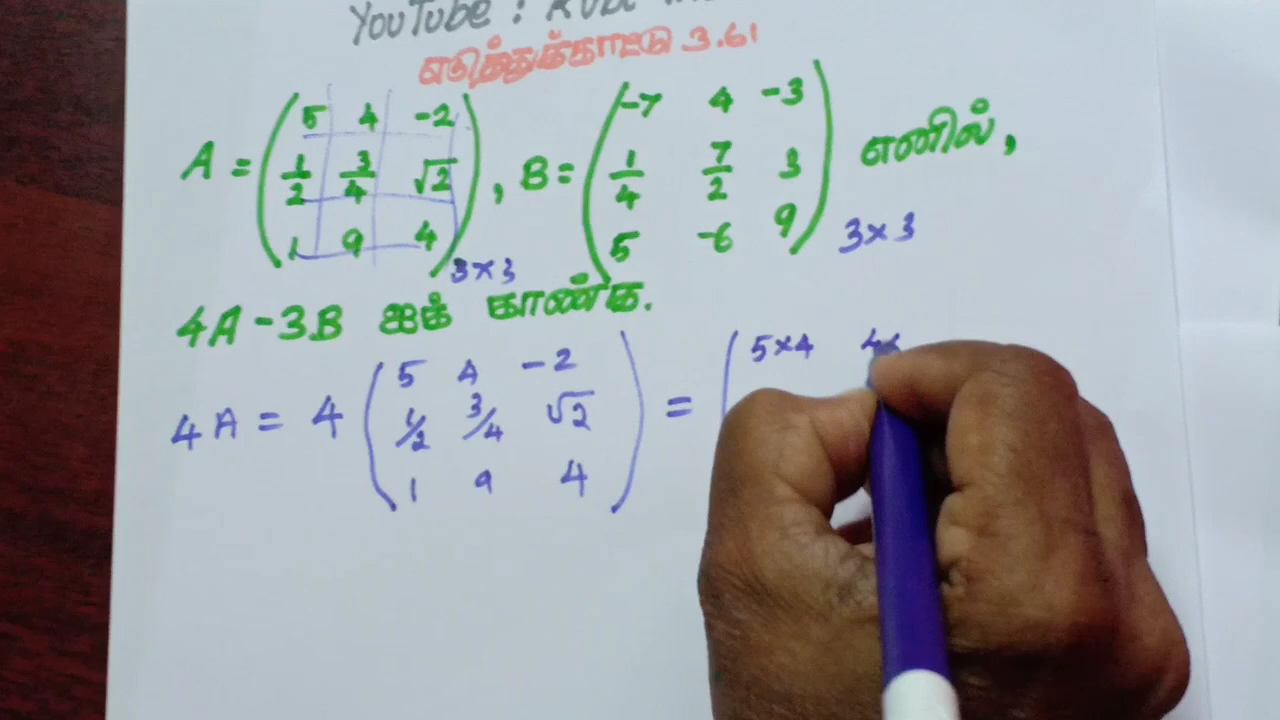 YouTube :
எடுத்துக்காட்டு 3.61
A = ( 5 4 -2 ) , B = ( -7 4 -3 ) எனில்,
( 1/2 3/4 √2 ) ( 1/4 7/2 3 )
( 1 9 4 ) 3×3 ( 5 -6 9 ) 3×3
4A - 3B ஐக் காண்க.
4A = 4 ( 5 4 -2 ) = ( 5×4 4×
( 1/2 3/4 √2 )
( 1 9 4 )